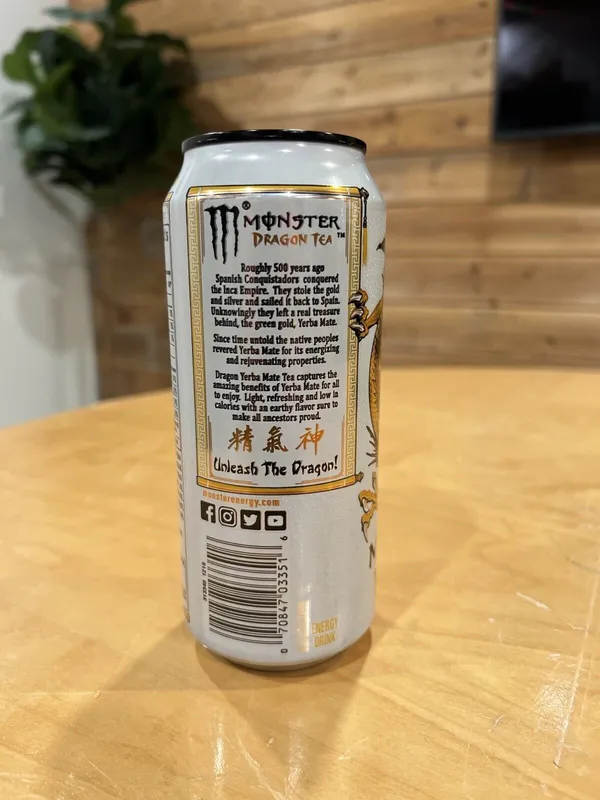 MONSTER
DRAGON TEA™
Roughly 500 years ago
Spanish Conquistadors conquered
the Inca Empire. They stole the gold
and silver and sailed it back to Spain.
Unknowingly they left a real treasure
behind, the green gold, Yerba Mate.
Since time untold the native peoples
revered Yerba Mate for its energizing
and rejuvenating properties.
Dragon Yerba Mate Tea captures the
amazing benefits of Yerba Mate for all
to enjoy. Light, refreshing and low in
calories with an earthy flavor sure to
make all ancestors proud.
精氣神
Unleash The Dragon!
monsterenergy.com
313340 1218
0 70847 03351 6
ENERGY
DRINK